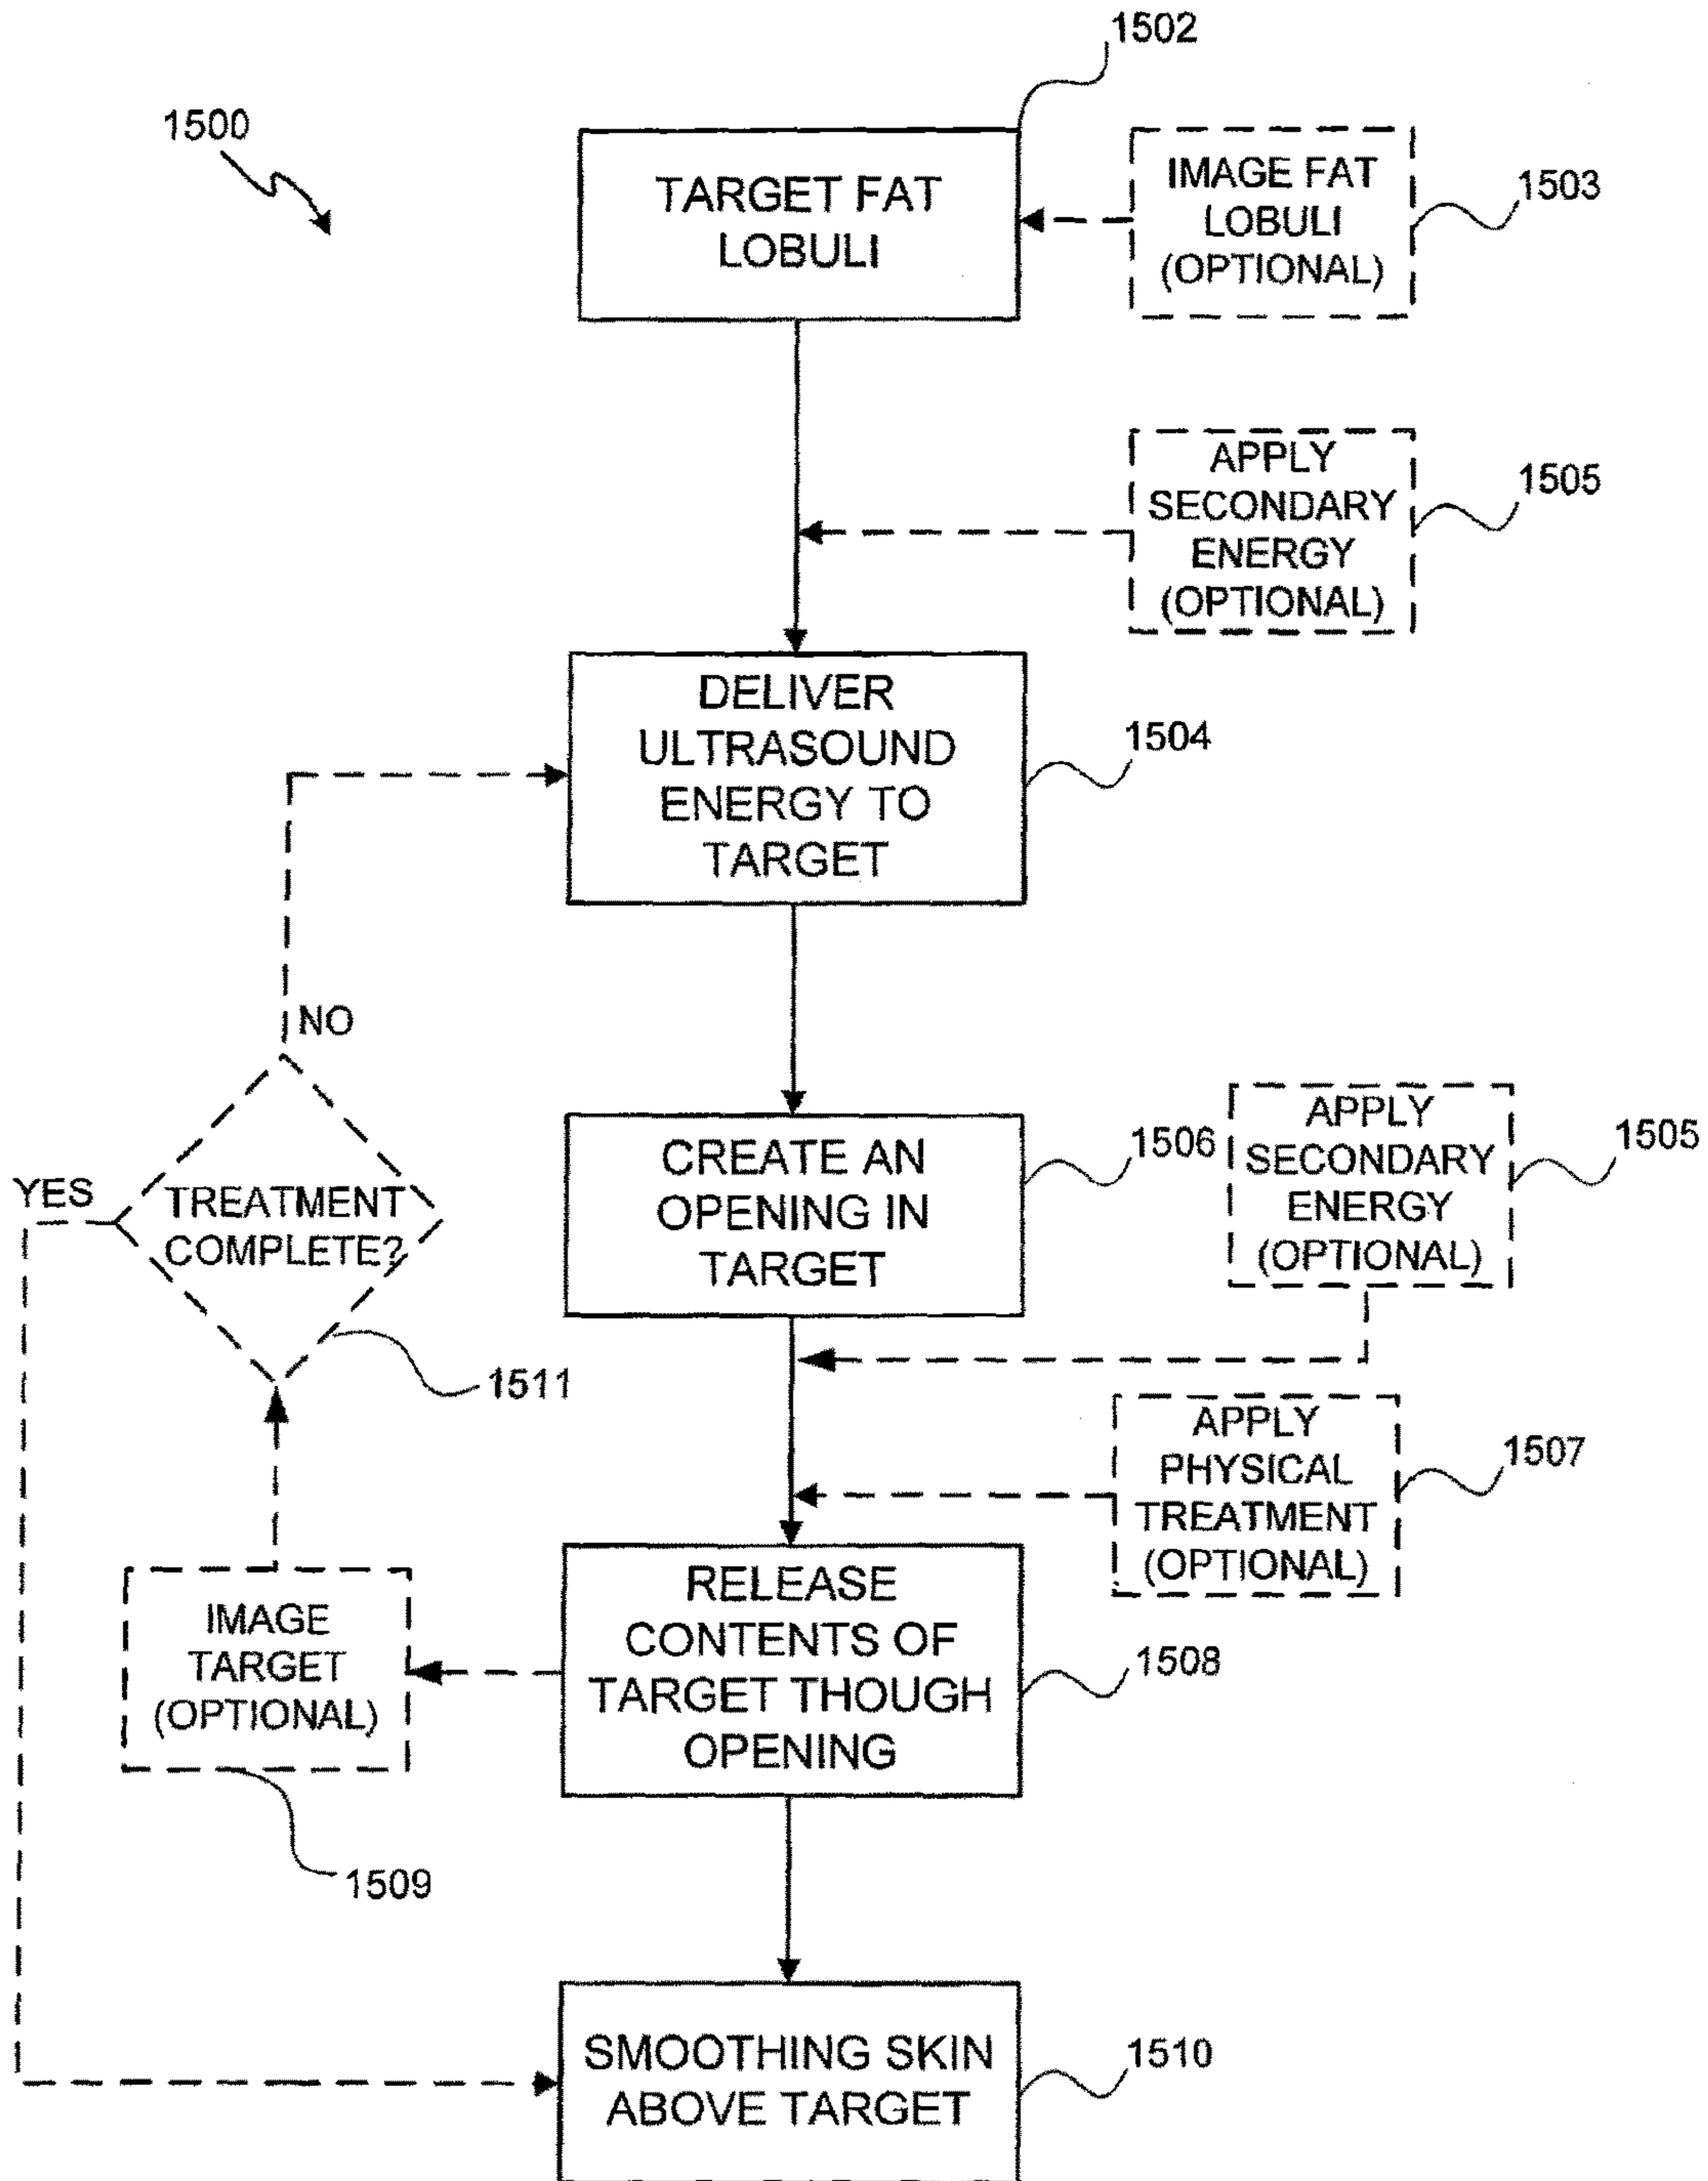 1502
1500
TARGET FAT
LOBULI
IMAGE FAT
LOBULI
(OPTIONAL)
1503
APPLY
SECONDARY
ENERGY
(OPTIONAL)
1505
DELIVER
ULTRASOUND
ENERGY TO
TARGET
1504
NO
YES
TREATMENT
COMPLETE?
1511
CREATE AN
OPENING IN
TARGET
1506
APPLY
SECONDARY
ENERGY
(OPTIONAL)
1505
APPLY
PHYSICAL
TREATMENT
(OPTIONAL)
1507
RELEASE
CONTENTS OF
TARGET THOUGH
OPENING
1508
IMAGE
TARGET
(OPTIONAL)
1509
SMOOTHING SKIN
ABOVE TARGET
1510